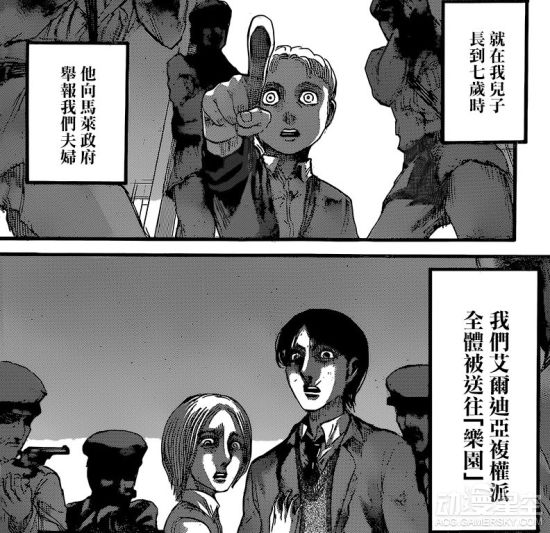 就在我兒子
長到七歲時
他向馬萊政府
舉報我們夫婦
我們艾爾迪亞複權派
全體被送往「樂園」
动漫星空
ACG.GAMERSKY.COM